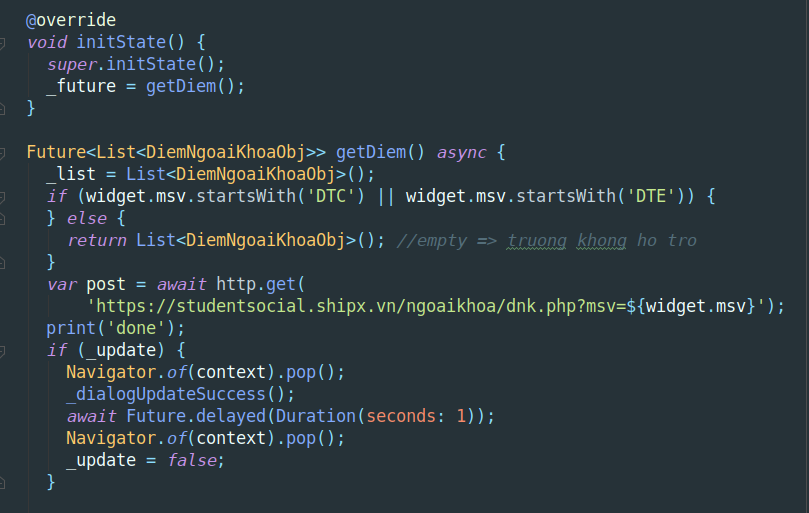 @override
void initState() {
super.initState();
_future = getDiem();
}
Future<List<DiemNgoaiKhoaObj>> getDiem() async {
_list = List<DiemNgoaiKhoaObj>();
if (widget.msv.startsWith('DTC') || widget.msv.startsWith('DTE')) {
} else {
return List<DiemNgoaiKhoaObj>(); //empty => truong khong ho tro
}
var post = await http.get(
'https://studentsocial.shipx.vn/ngoaikhoa/dnk.php?msv=${widget.msv}');
print('done');
if (_update) {
Navigator.of(context).pop();
_dialogUpdateSuccess();
await Future.delayed(Duration(seconds: 1));
Navigator.of(context).pop();
_update = false;
}